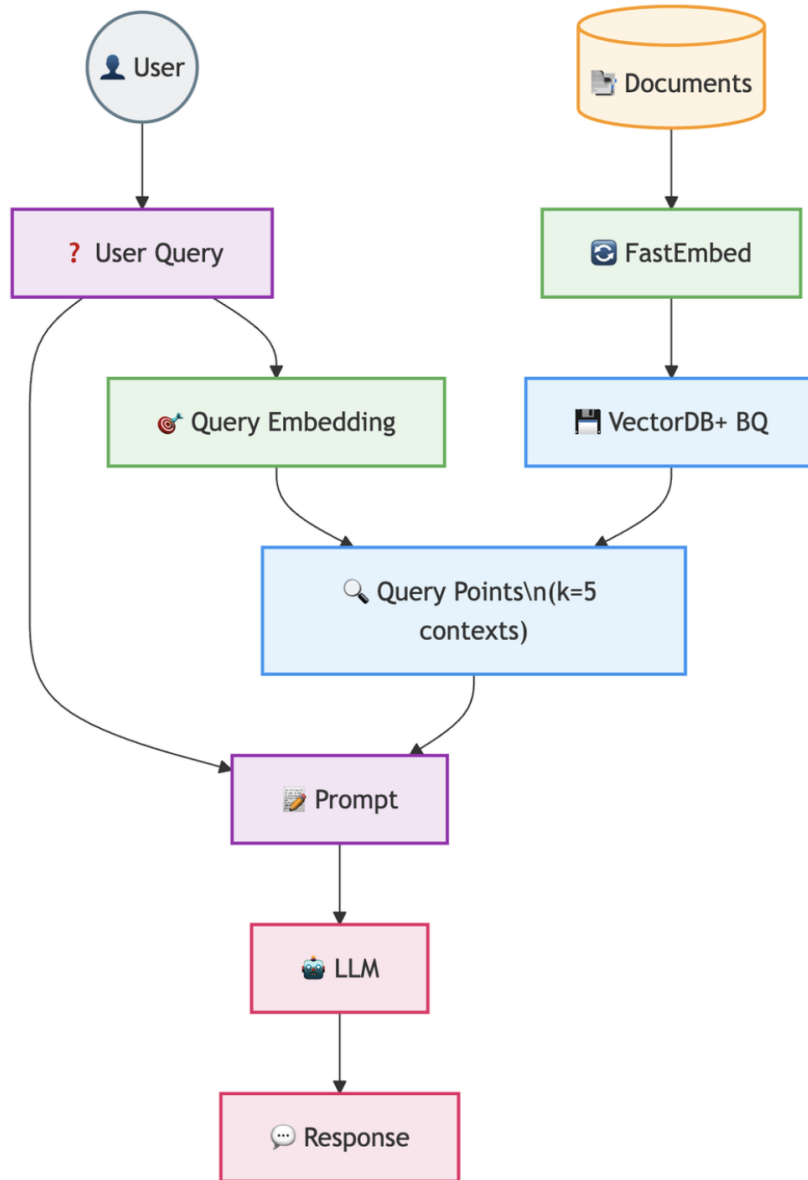 👤 User
📑 Documents
❓ User Query
🔄 FastEmbed
🎯 Query Embedding
💾 VectorDB+ BQ
🔍 Query Points\n(k=5
contexts)
📝 Prompt
🤖 LLM
💬 Response